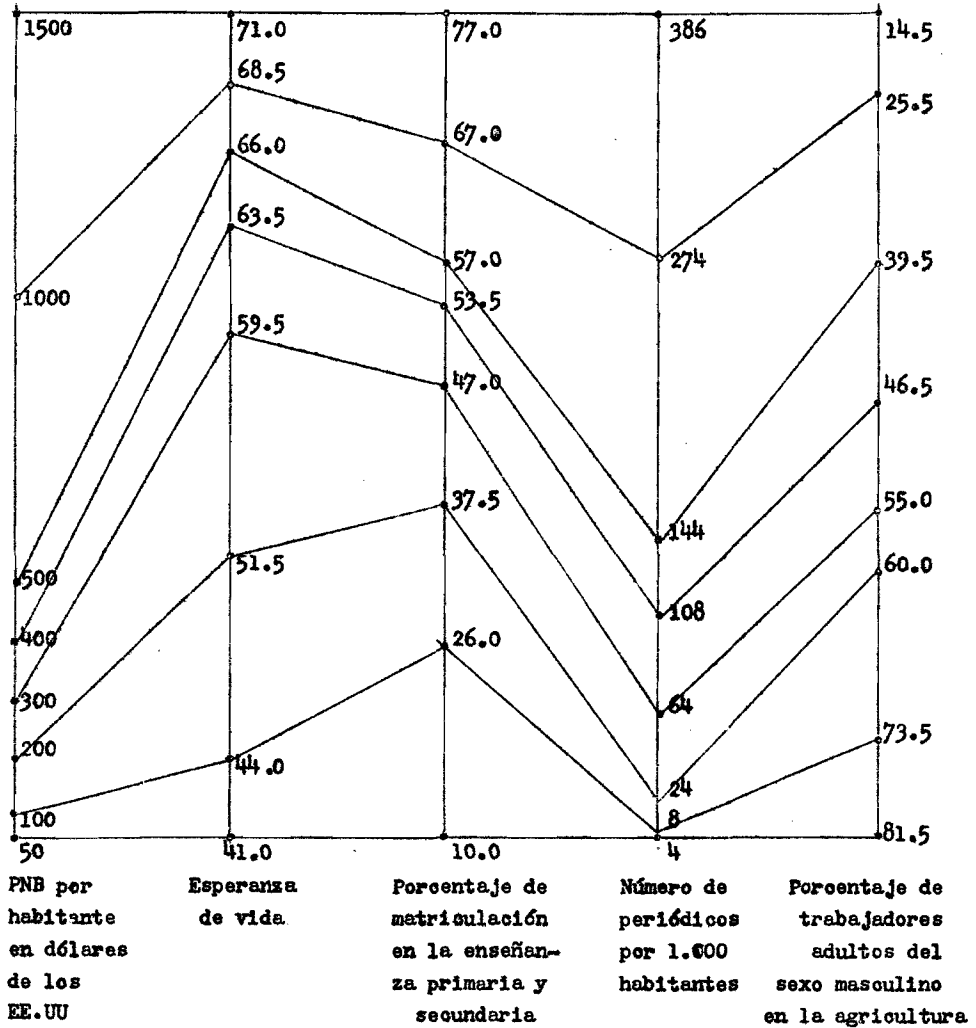 1500 71.0 77.0 386 14.5
68.5
25.5
67.0
66.0
63.5
57.0
274
39.5
1000
53.5
59.5
47.0
46.5
37.5
55.0
144
51.5
60.0
500
108
400
26.0
300
64
73.5
200
44.0
24
100
8
81.5
50 41.0 10.0 4
PNB por
habitante
en dólares
de los
EE.UU
Esperanza
de vida
Porcentaje de
matriculación
en la enseñan-
za primaria y
secundaria
Número de
periódicos
por 1.000
habitantes
Porcentaje de
trabajadores
adultos del
sexo masculino
en la agricultura